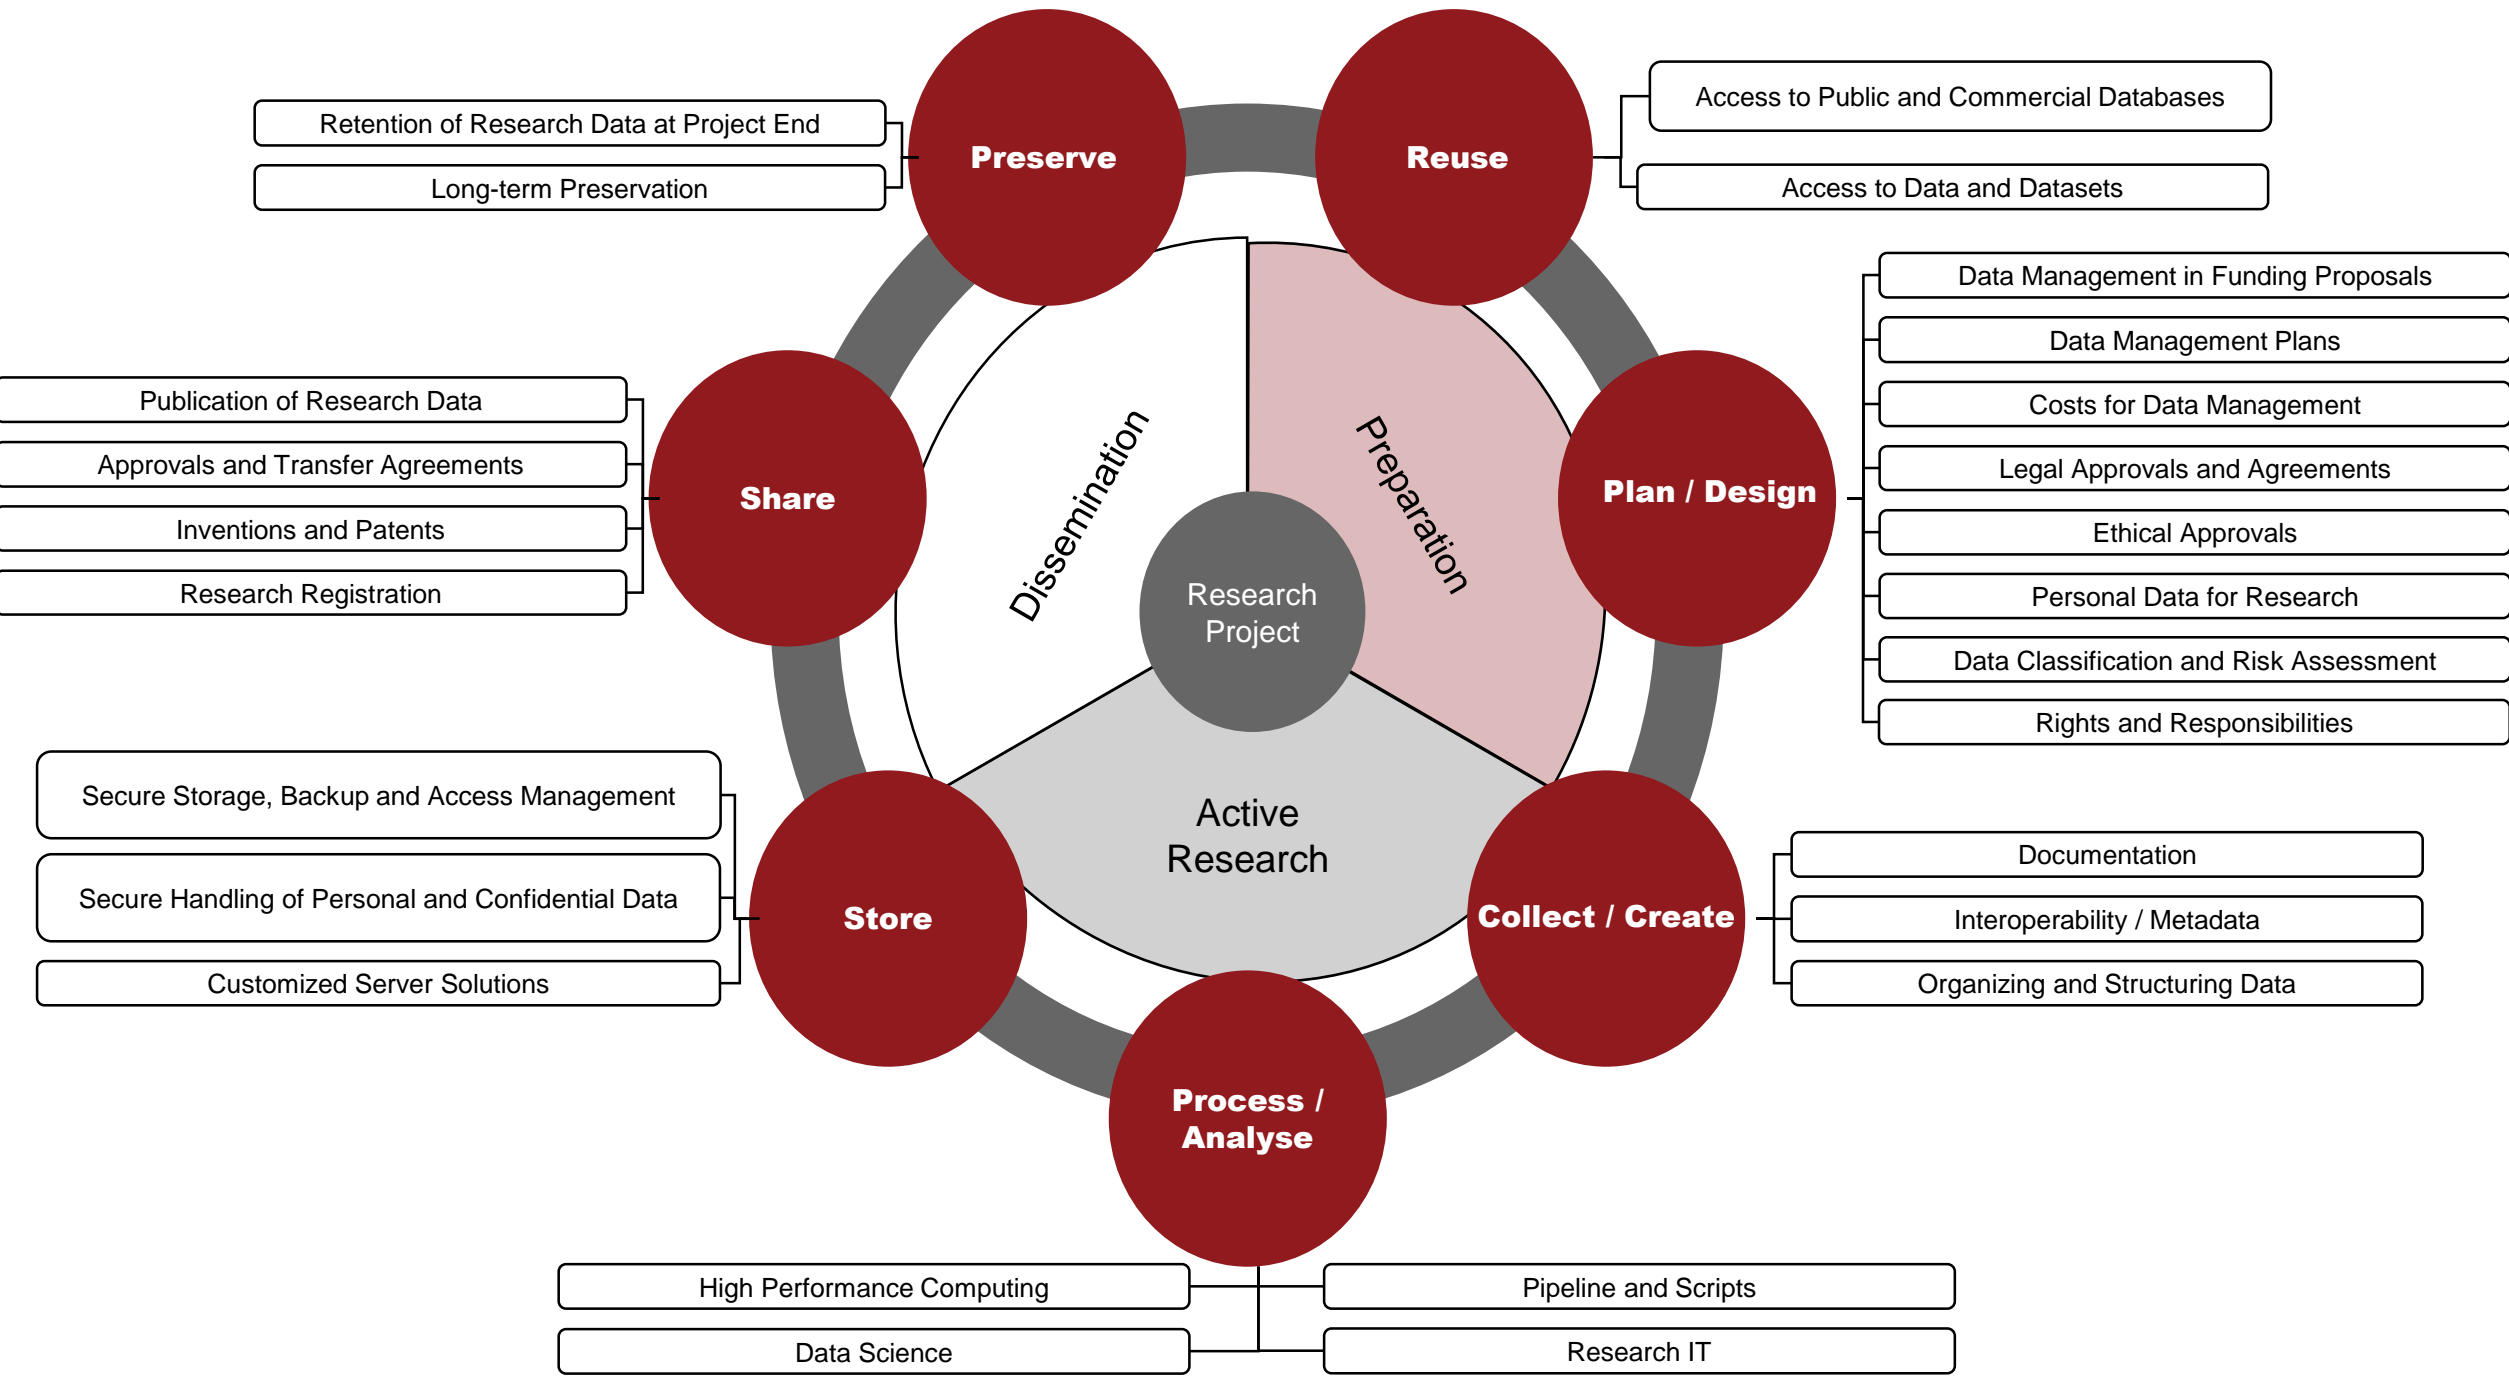 Preserve
Retention of Research Data at Project End
Long-term Preservation
Reuse
Access to Public and Commercial Databases
Access to Data and Datasets
Plan / Design
Data Management in Funding Proposals
Data Management Plans
Costs for Data Management
Legal Approvals and Agreements
Ethical Approvals
Personal Data for Research
Data Classification and Risk Assessment
Rights and Responsibilities
Share
Publication of Research Data
Approvals and Transfer Agreements
Inventions and Patents
Research Registration
Dissemination
Preparation
Research
Project
Active
Research
Store
Secure Storage, Backup and Access Management
Secure Handling of Personal and Confidential Data
Customized Server Solutions
Collect / Create
Documentation
Interoperability / Metadata
Organizing and Structuring Data
Process /
Analyse
High Performance Computing
Pipeline and Scripts
Data Science
Research IT